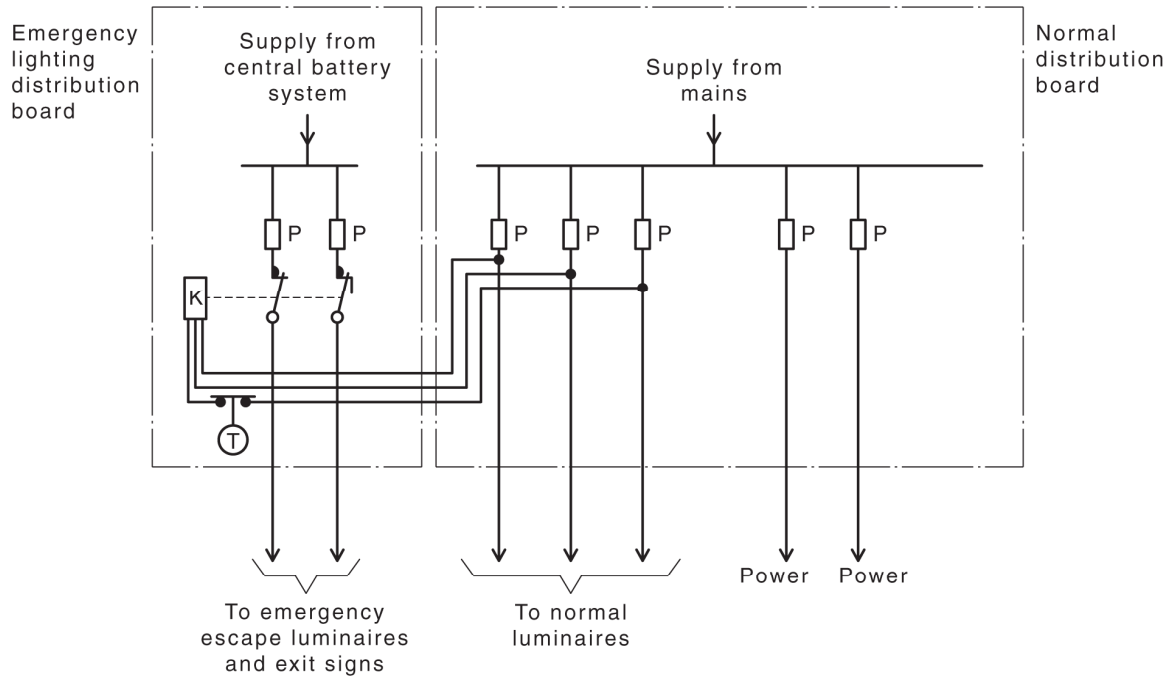 Emergency
lighting
distribution
board
Supply from
central battery
system
Supply from
mains
Normal
distribution
board
P
P
P
P
P
P
P
K
T
To emergency
escape luminaires
and exit signs
To normal
luminaires
Power
Power